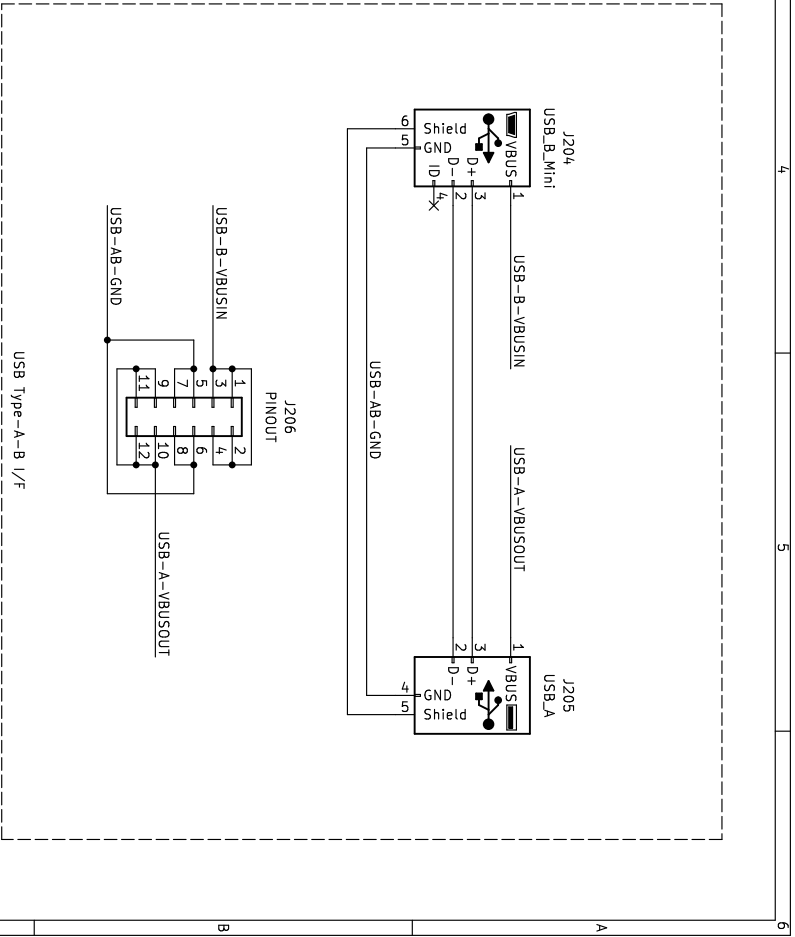 4
5
6
A
B
J204
USB_B_Mini
VBUS
D+
D-
ID
GND
Shield
1
3
2
4
5
6
USB-B-VBUSIN
USB-A-VBUSOUT
J205
USB_A
VBUS
D+
D-
GND
Shield
1
3
2
4
5
USB-AB-GND
J206
PINOUT
USB-B-VBUSIN
USB-AB-GND
1
3
5
7
9
11
2
4
6
8
10
12
USB-A-VBUSOUT
USB Type-A-B I/F